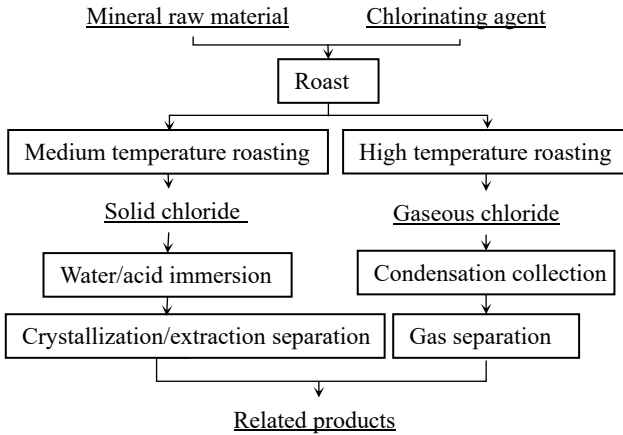 Mineral raw material
Chlorinating agent
Roast
Medium temperature roasting
High temperature roasting
Solid chloride
Gaseous chloride
Water/acid immersion
Condensation collection
Crystallization/extraction separation
Gas separation
Related products